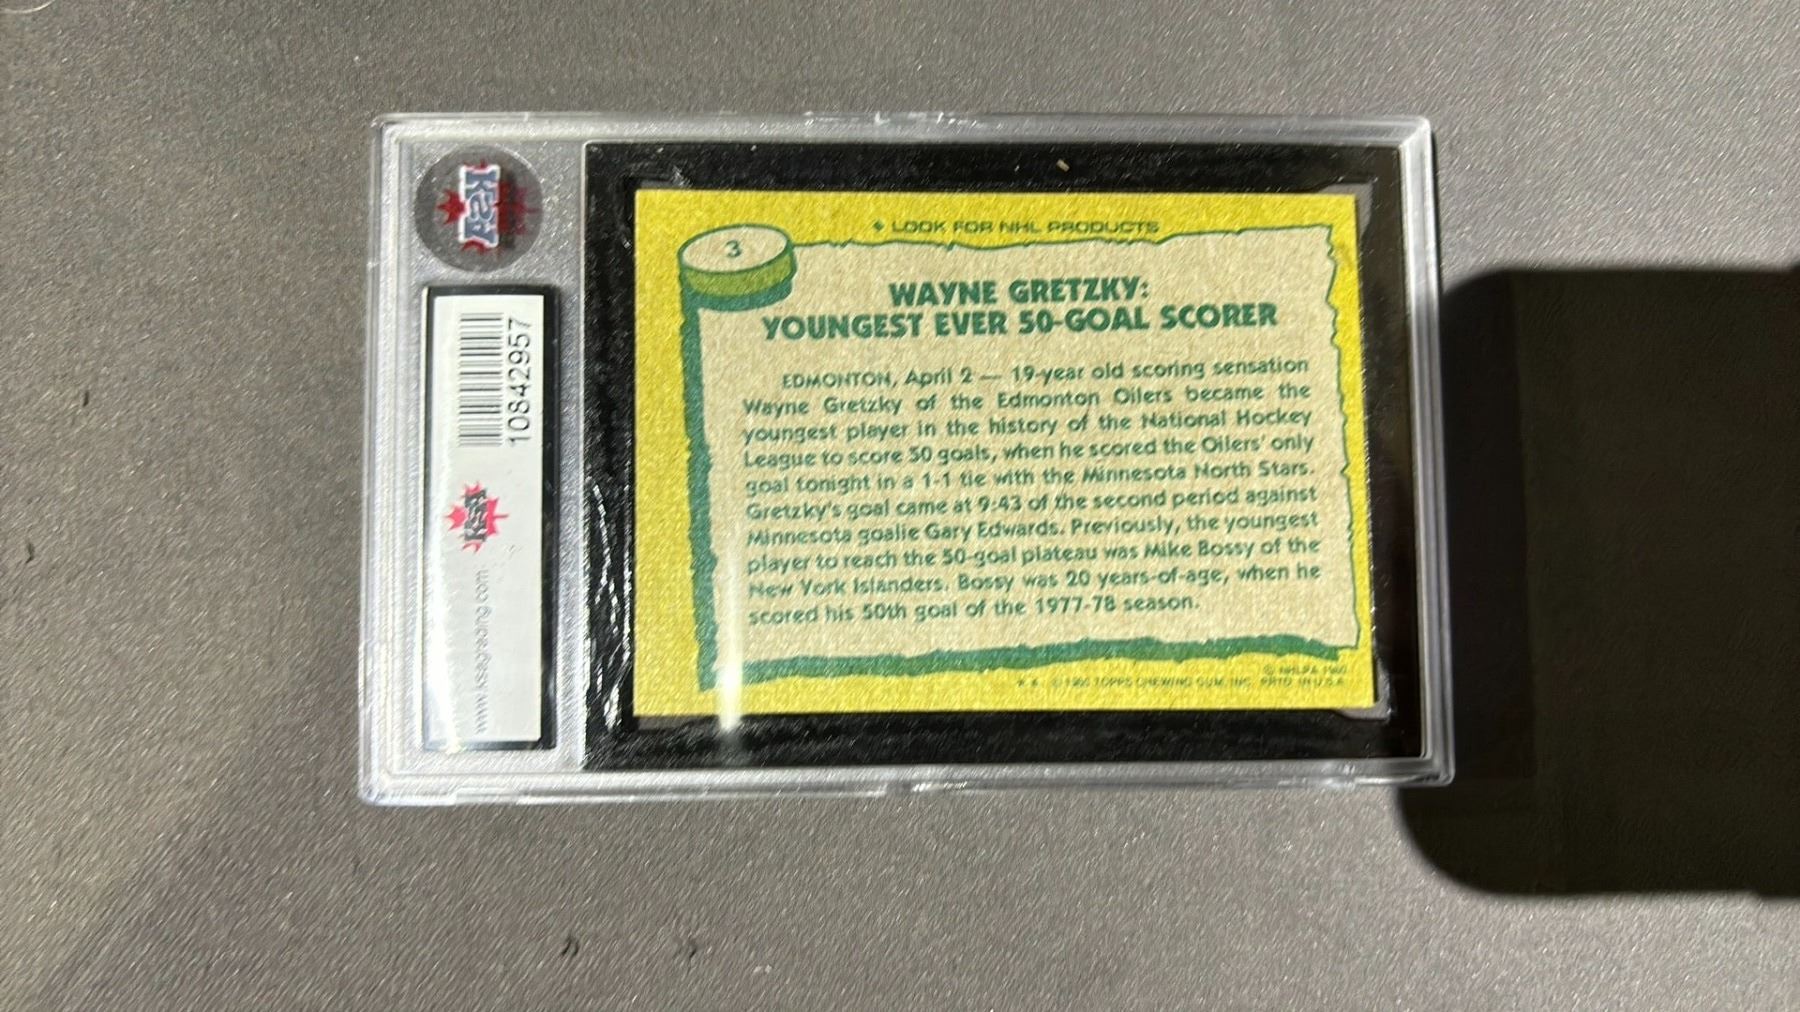 KSA
10842957
KSA
www.ksagrading.com
3
LOOK FOR NHL PRODUCTS
WAYNE GRETZKY:
YOUNGEST EVER 50-GOAL SCORER
EDMONTON, April 2 — 19-year old scoring sensation
Wayne Gretzky of the Edmonton Oilers became the
youngest player in the history of the National Hockey
League to score 50 goals, when he scored the Oilers' only
goal tonight in a 1-1 tie with the Minnesota North Stars.
Gretzky's goal came at 9:43 of the second period against
Minnesota goalie Gary Edwards. Previously, the youngest
player to reach the 50-goal plateau was Mike Bossy of the
New York Islanders. Bossy was 20 years-of-age, when he
scored his 50th goal of the 1977-78 season.
© NHLPA 1980
* * © 1980 TOPPS CHEWING GUM, INC. PRTD. IN U.S.A.